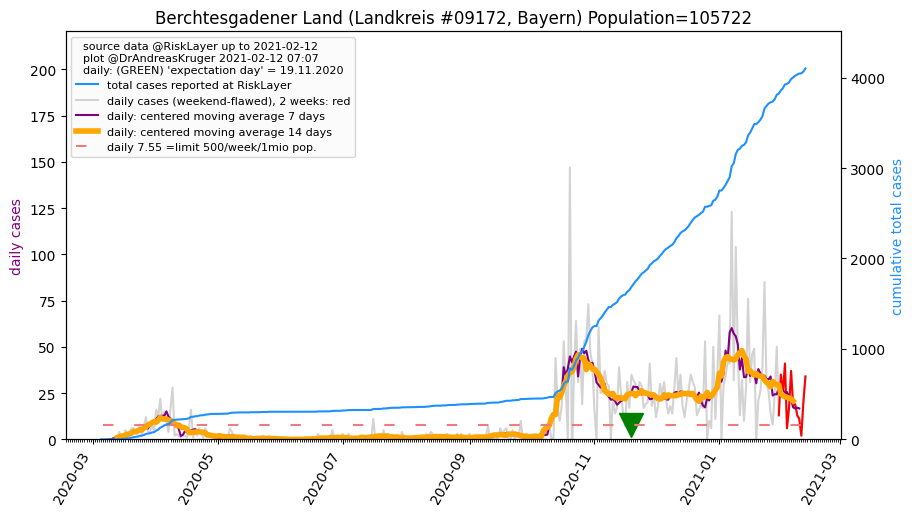 Berchtesgadener Land (Landkreis #09172, Bayern) Population=105722
source data @RiskLayer up to 2021-02-12
plot @DrAndreasKruger 2021-02-12 07:07
daily: (GREEN) 'expectation day' = 19.11.2020
total cases reported at RiskLayer
daily cases (weekend-flawed), 2 weeks: red
daily: centered moving average 7 days
daily: centered moving average 14 days
daily 7.55 =limit 500/week/1mio pop.
daily cases
200
175
150
125
100
75
50
25
0
cumulative total cases
4000
3000
2000
1000
0
2020-03
2020-05
2020-07
2020-09
2020-11
2021-01
2021-03